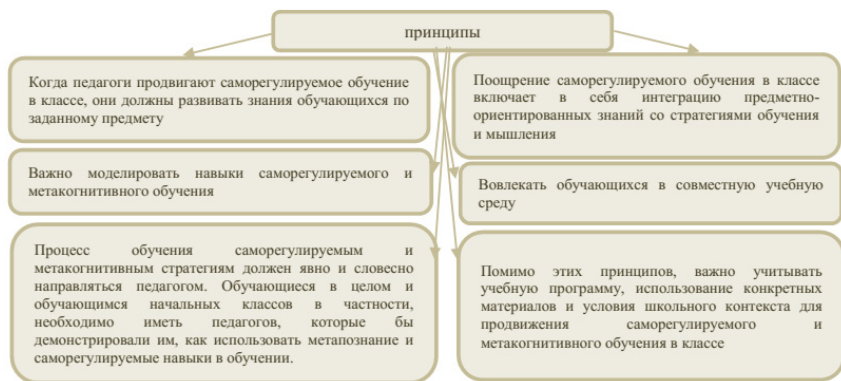 принципы
Когда педагоги продвигают саморегулируемое обучение
в классе, они должны развивать знания обучающихся по
заданному предмету
Поощрение саморегулируемого обучения в классе
включает в себя интеграцию предметно-
ориентированных знаний со стратегиями обучения
и мышления
Важно моделировать навыки саморегулируемого и
метакогнитивного обучения
Вовлекать обучающихся в совместную учебную
среду
Процесс обучения саморегулируемым и
метакогнитивным стратегиям должен явно и словесно
направляться педагогом. Обучающиеся в целом и
обучающимся начальных классов в частности,
необходимо иметь педагогов, которые бы
демонстрировали им, как использовать метапознание и
саморегулируемые навыки в обучении.
Помимо этих принципов, важно учитывать
учебную программу, использование конкретных
материалов и условия школьного контекста для
продвижения саморегулируемого и
метакогнитивного обучения в классе